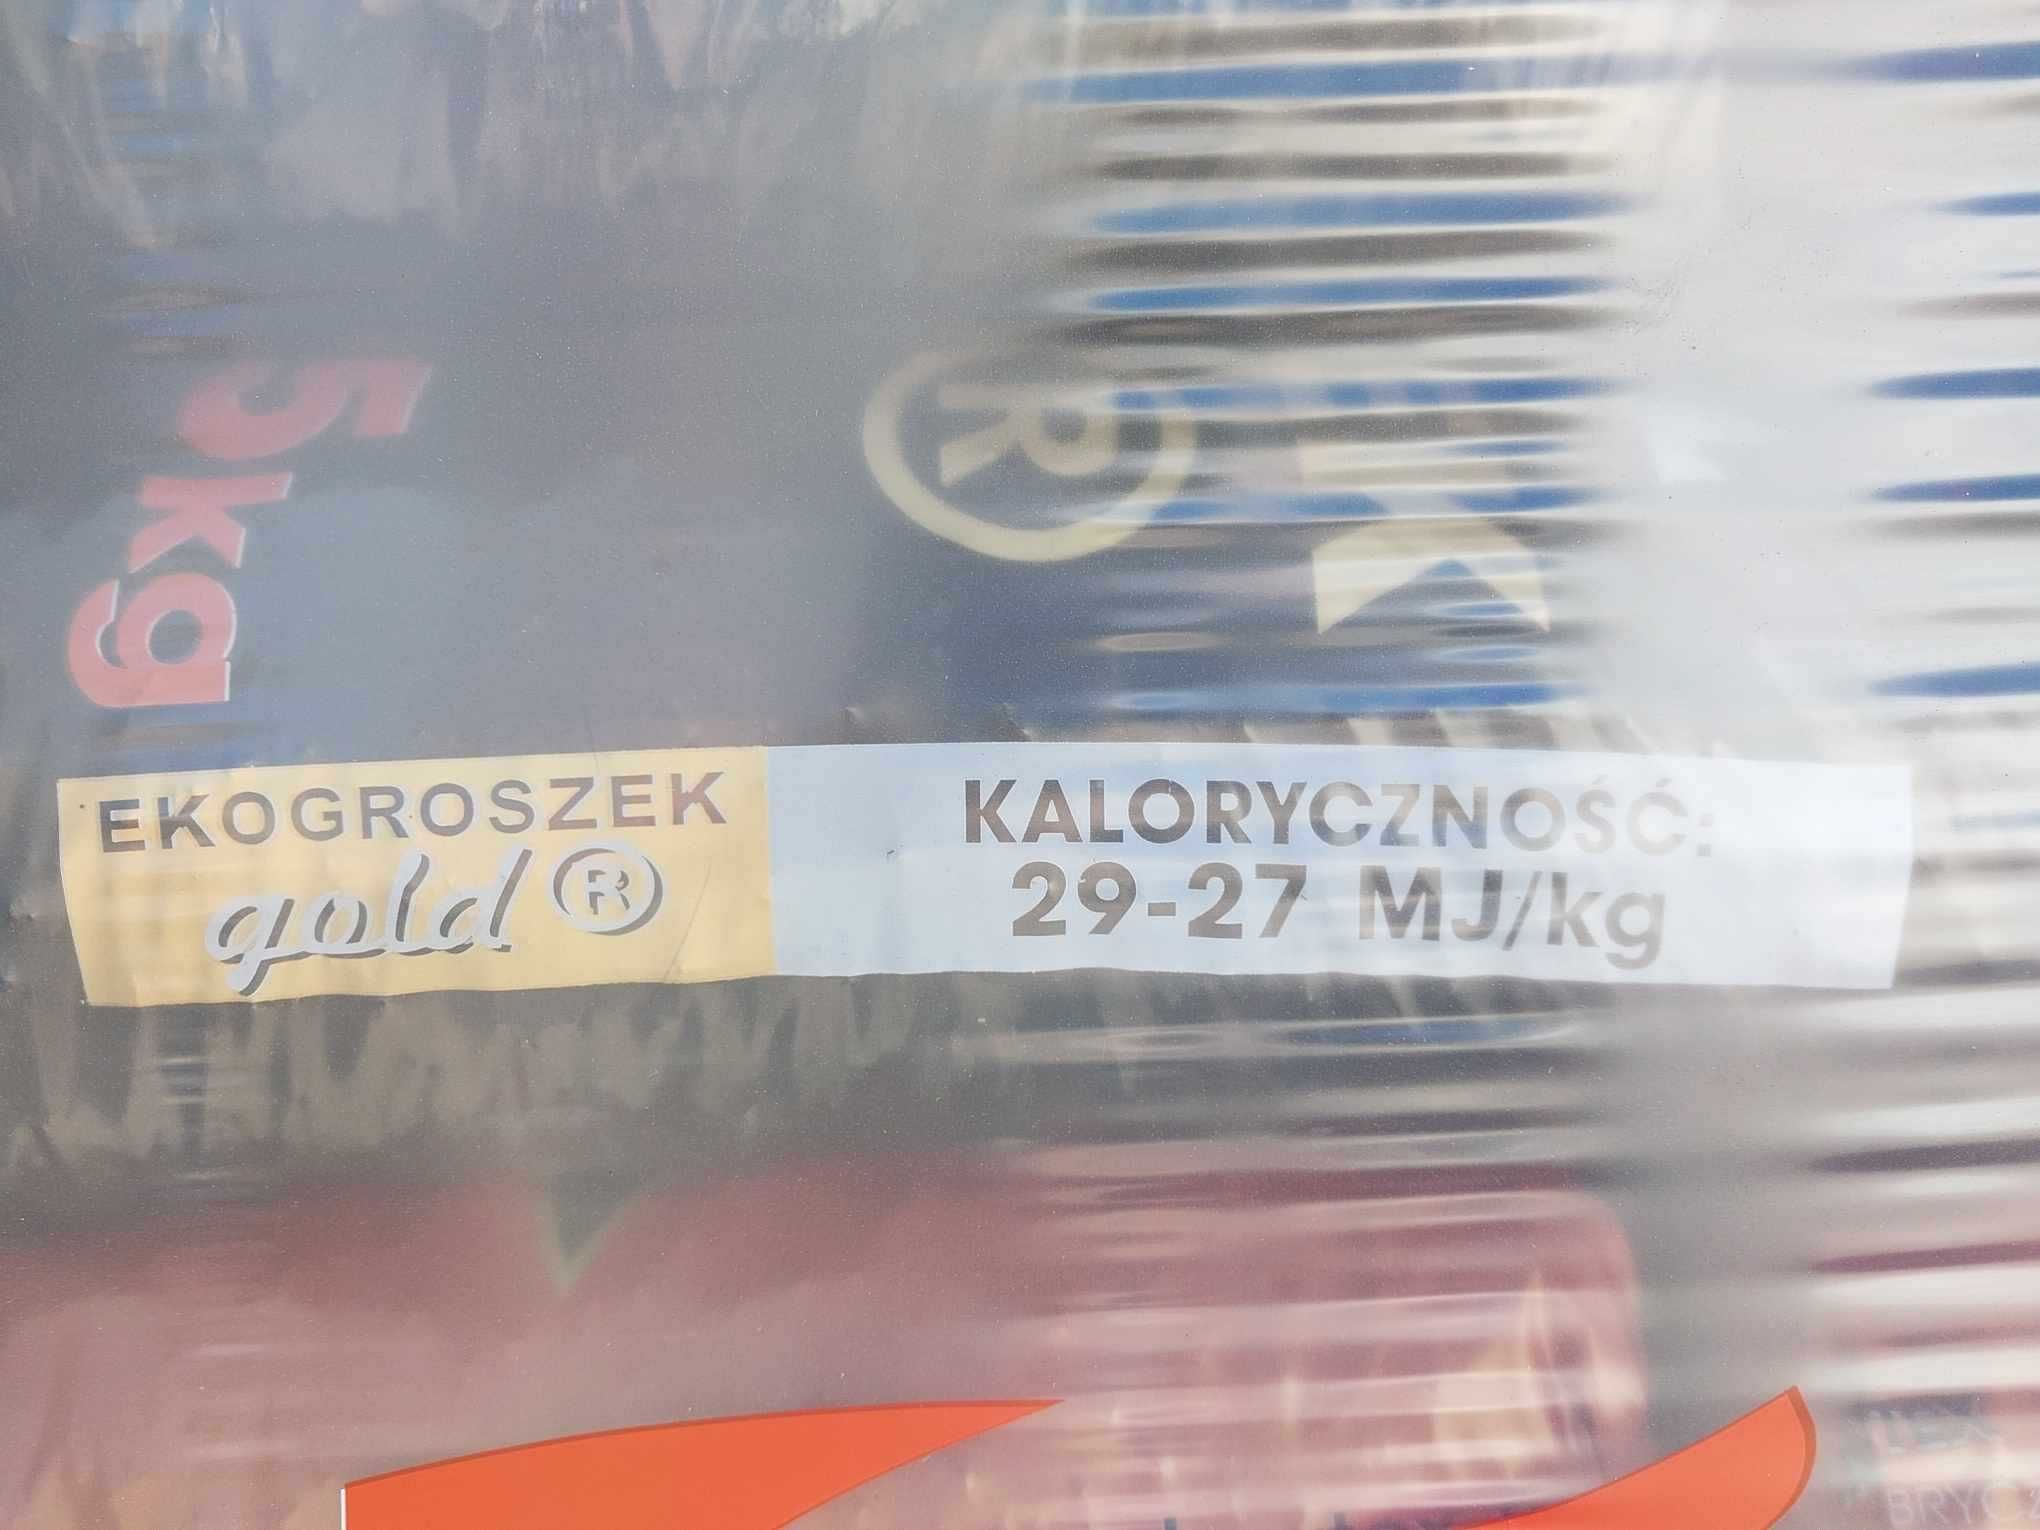 5kg
®
K
EKOGROSZEK
gold ®
KALORYCZNOŚĆ:
29-27 MJ/kg